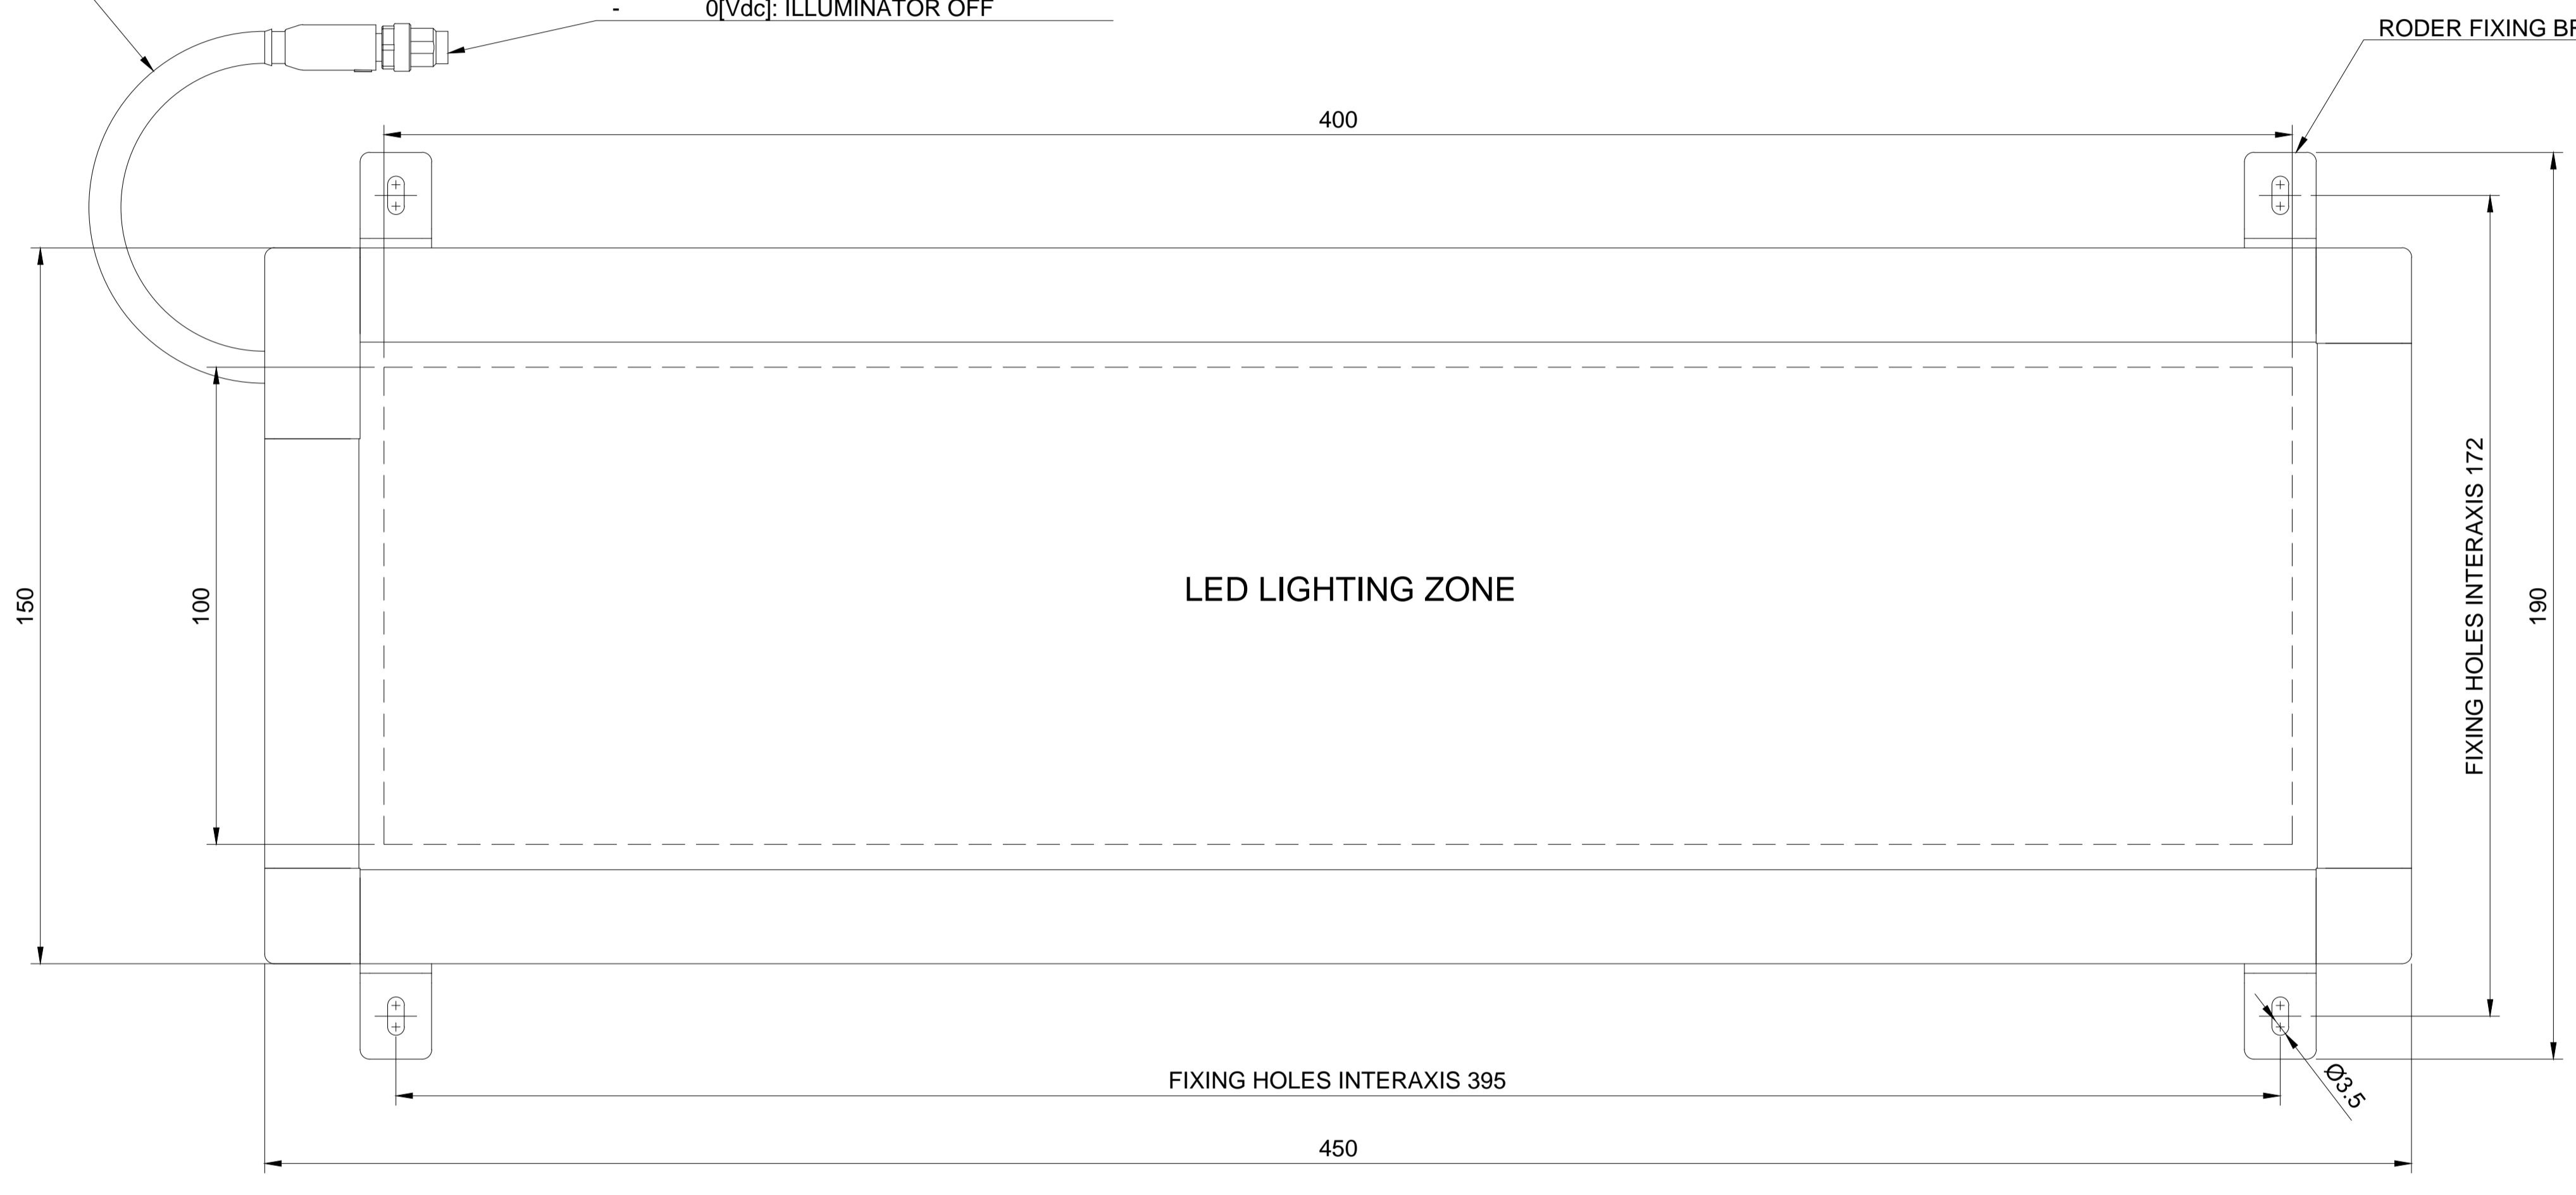 - 0[Vdc]: ILLUMINATOR OFF
RODER FIXING
400
150
100
LED LIGHTING ZONE
FIXING HOLES INTERAXIS 172
190
Ø3.5
FIXING HOLES INTERAXIS 395
450